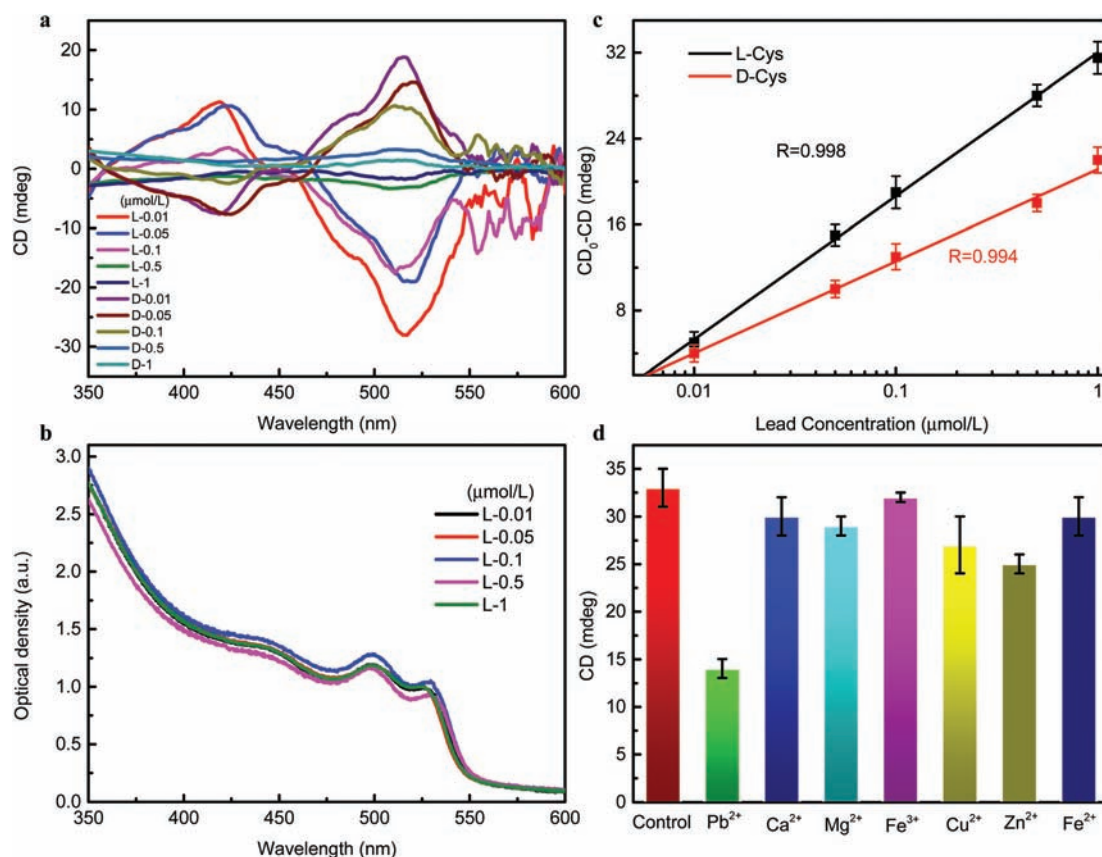 a
CD (mdeg)
20
10
0
-10
-20
-30
(μmol/L)
L-0.01
L-0.05
L-0.1
L-0.5
L-1
D-0.01
D-0.05
D-0.1
D-0.5
D-1
350 400 450 500 550 600
Wavelength (nm)
c
CD₀-CD (mdeg)
32
24
16
8
L-Cys
D-Cys
R=0.998
R=0.994
0.01 0.1 1
Lead Concentration (μmol/L)
b
Optical density (a.u.)
3.0
2.5
2.0
1.5
1.0
0.5
0.0
(μmol/L)
L-0.01
L-0.05
L-0.1
L-0.5
L-1
350 400 450 500 550 600
Wavelength (nm)
d
CD (mdeg)
35
30
25
20
15
10
5
0
Control Pb²⁺ Ca²⁺ Mg²⁺ Fe³⁺ Cu²⁺ Zn²⁺ Fe²⁺